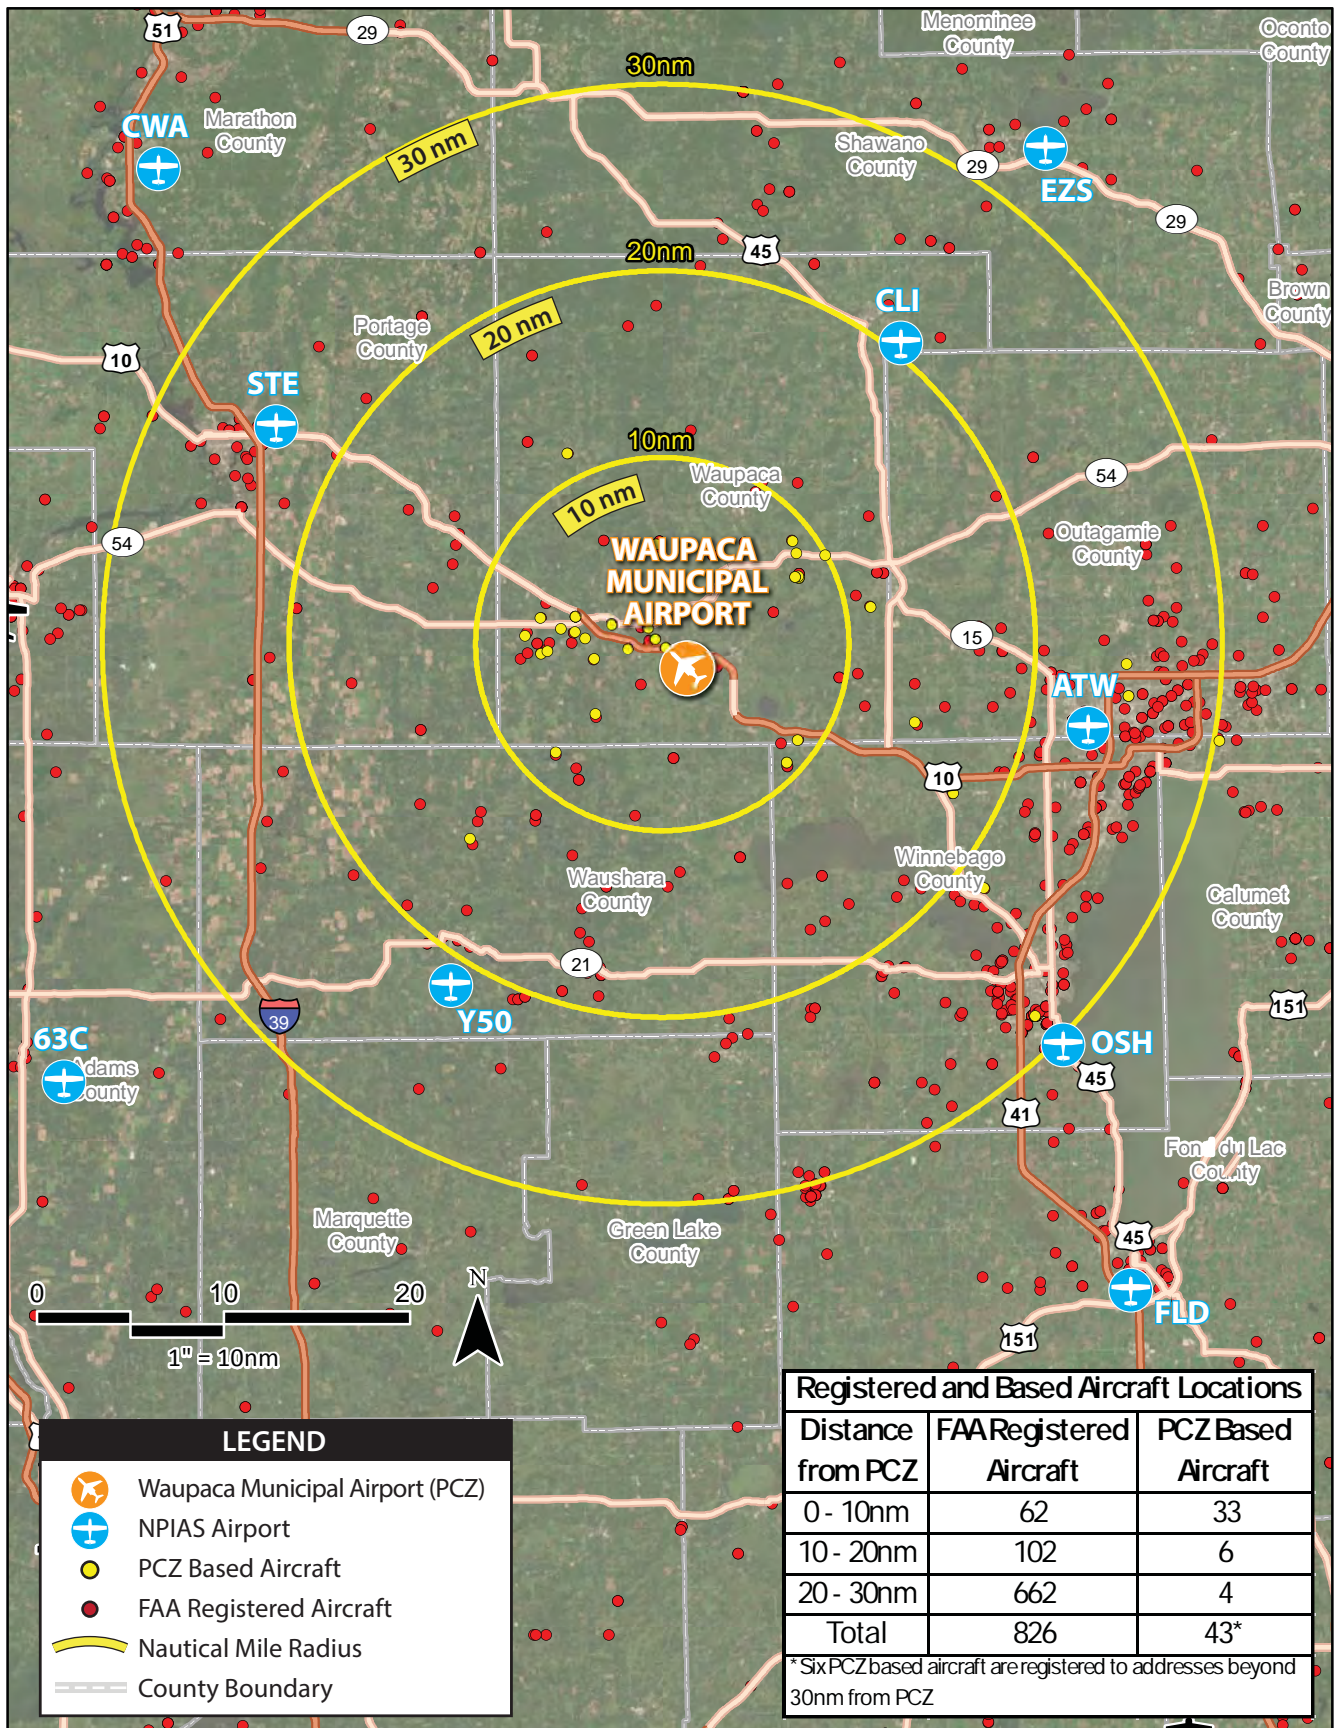 51
29
Menominee
County
Oconto
County
30nm
CWA
Marathon
County
30 nm
Shawano
County
29
EZS
29
20nm
45
CLI
Brown
County
Portage
County
20 nm
10
STE
10nm
Waupaca
County
54
10 nm
54
Outagamie
County
WAUPACA
MUNICIPAL
AIRPORT
15
ATW
10
Winnebago
County
Waushara
County
Calumet
County
21
Y50
39
151
63C
Adams
County
OSH
45
41
Fond du Lac
County
Marquette
County
Green Lake
County
45
0 10 20
N
1" = 10nm
FLD
151
LEGEND
Waupaca Municipal Airport (PCZ)
NPIAS Airport
PCZ Based Aircraft
FAA Registered Aircraft
Nautical Mile Radius
County Boundary
Registered and Based Aircraft Locations
Distance from PCZ FAA Registered Aircraft PCZ Based Aircraft
0 - 10nm 62 33
10 - 20nm 102 6
20 - 30nm 662 4
Total 826 43*
* Six PCZ based aircraft are registered to addresses beyond
30nm from PCZ